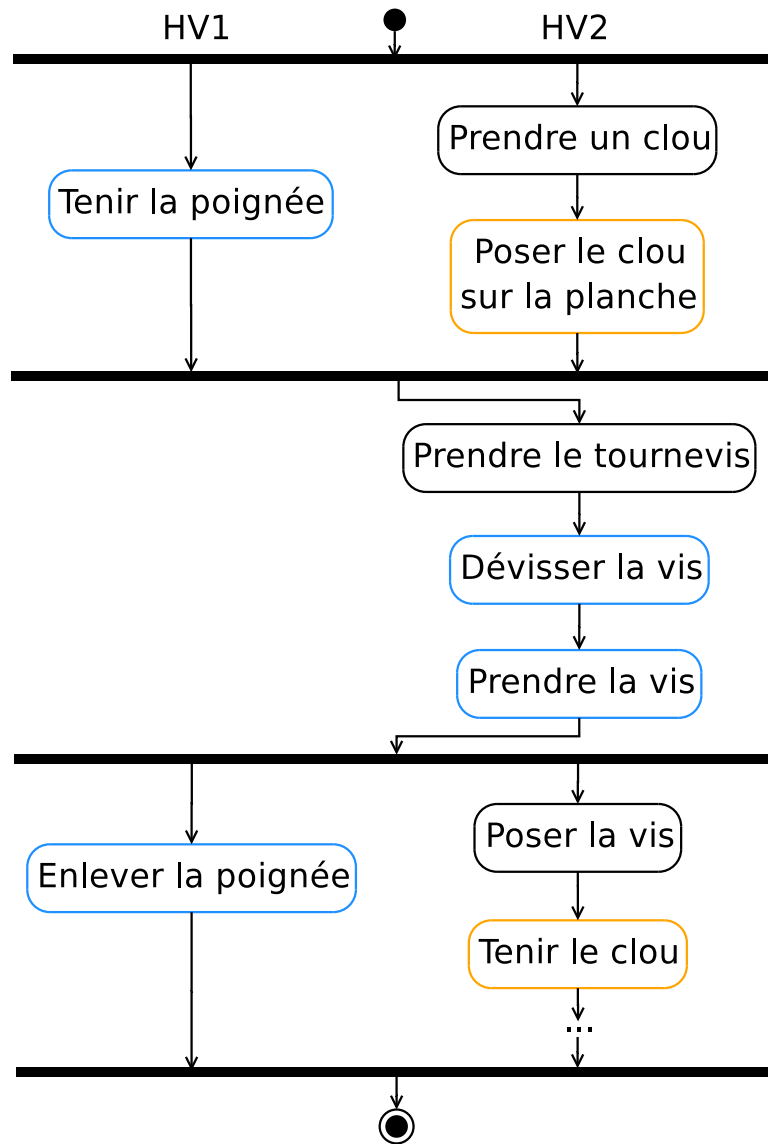 HV1
HV2
Prendre un clou
Tenir la poignée
Poser le clou
sur la planche
Prendre le tournevis
Dévisser la vis
Prendre la vis
Poser la vis
Enlever la poignée
Tenir le clou
...